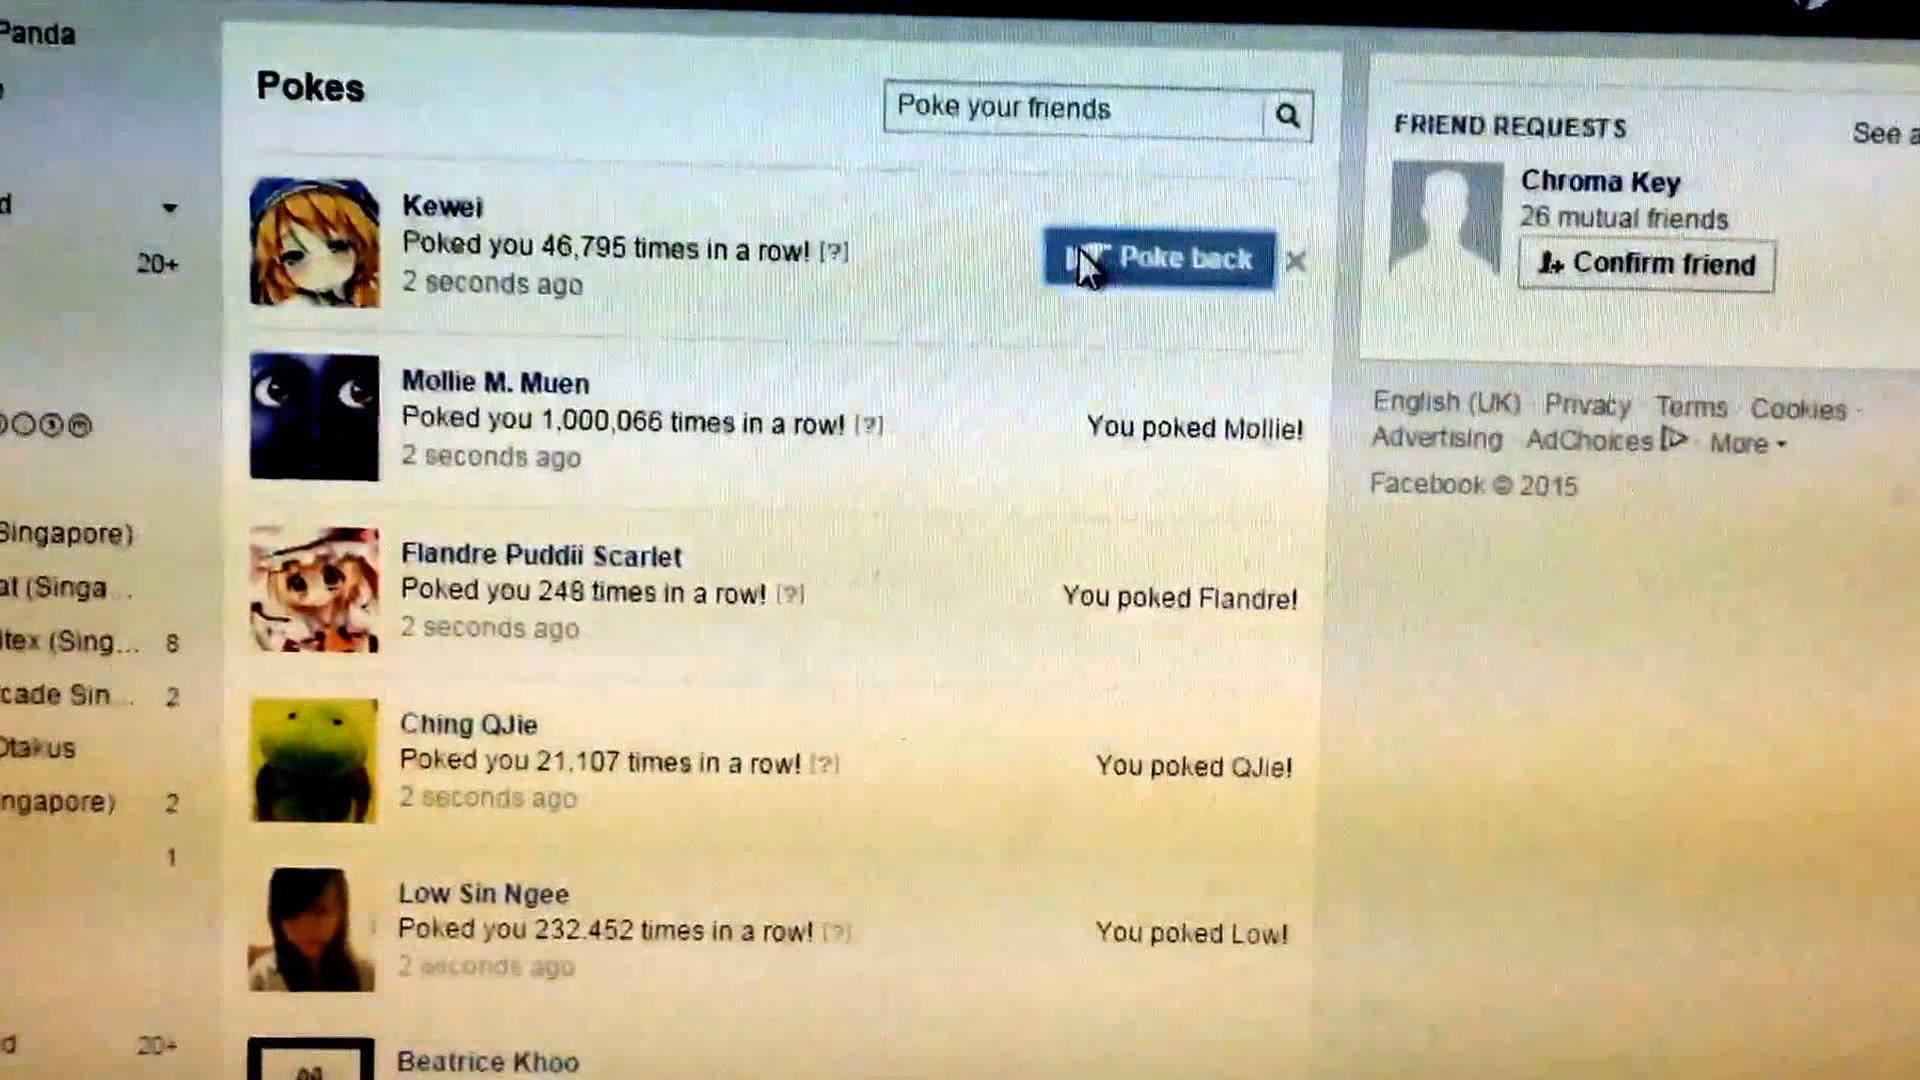 Panda
Pokes
Poke your friends
Kewei
Poked you 46,795 times in a row! [?]
2 seconds ago
Poke back
Mollie M. Muen
Poked you 1,000,066 times in a row! [?]
2 seconds ago
You poked Mollie!
Flandre Puddii Scarlet
Poked you 248 times in a row! [?]
2 seconds ago
You poked Flandre!
Ching QJie
Poked you 21,107 times in a row! [?]
2 seconds ago
You poked QJie!
Low Sin Ngee
Poked you 232,452 times in a row! [?]
2 seconds ago
You poked Low!
Beatrice Khoo
20+
Singapore)
at (Singa...
itex (Sing... 8
cade Sin... 2
Otakus
ngapore) 2
1
d 20+
FRIEND REQUESTS
See a
Chroma Key
26 mutual friends
Confirm friend
English (UK) · Privacy · Terms · Cookies ·
Advertising · AdChoices · More
Facebook © 2015